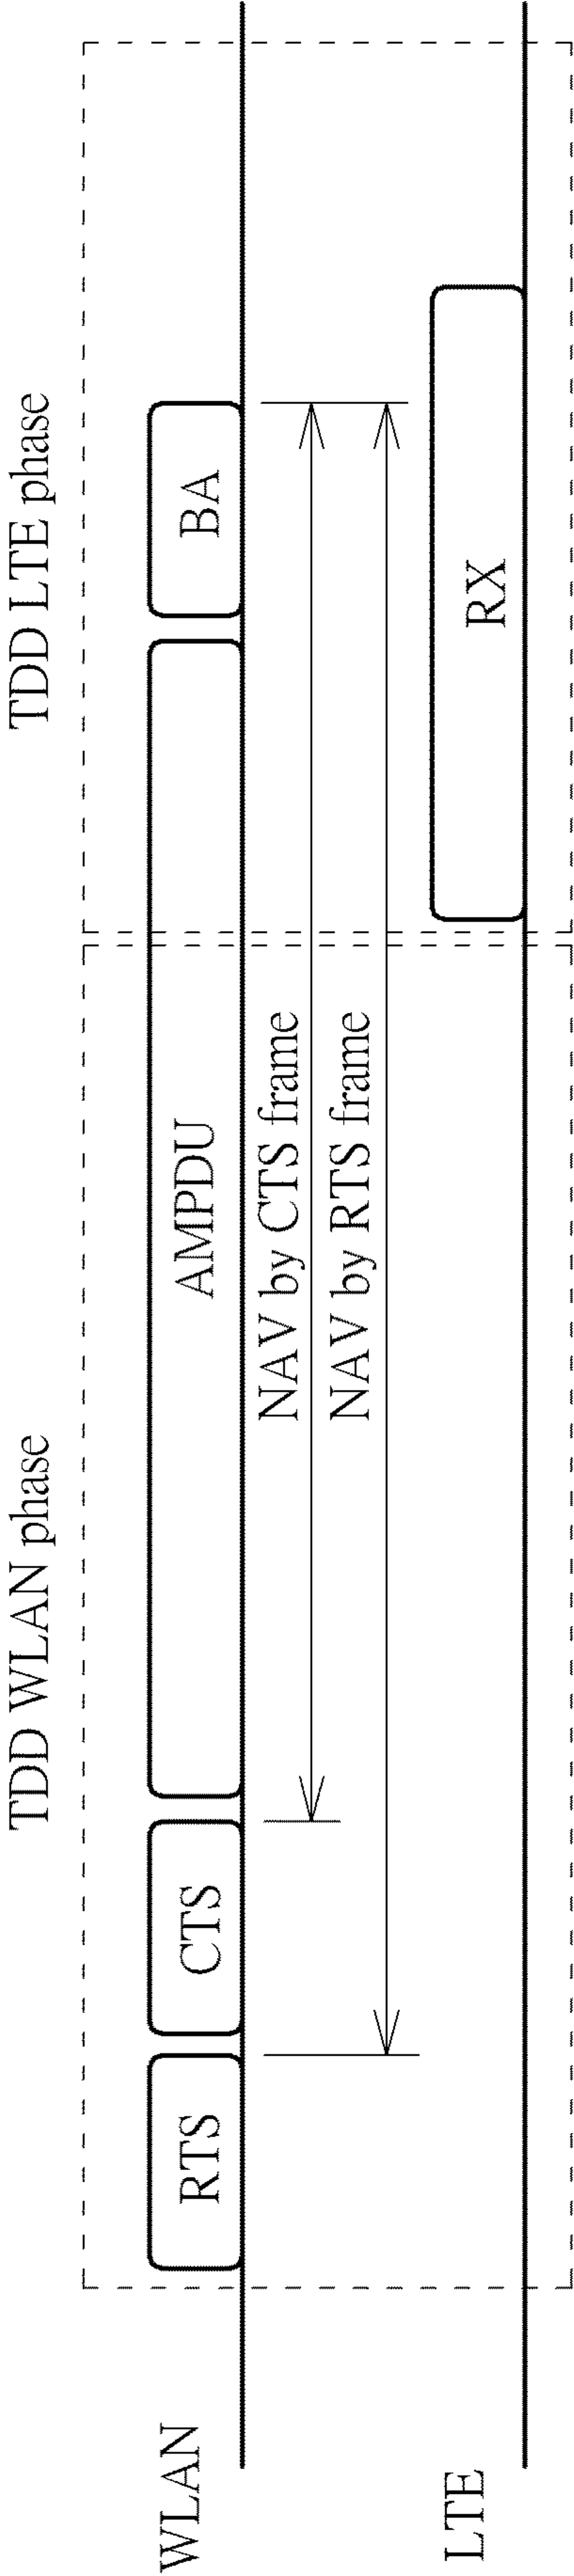 TDD WLAN phase
TDD LTE phase
WLAN
RTS
CTS
AMPDU
BA
NAV by CTS frame
NAV by RTS frame
LTE
RX